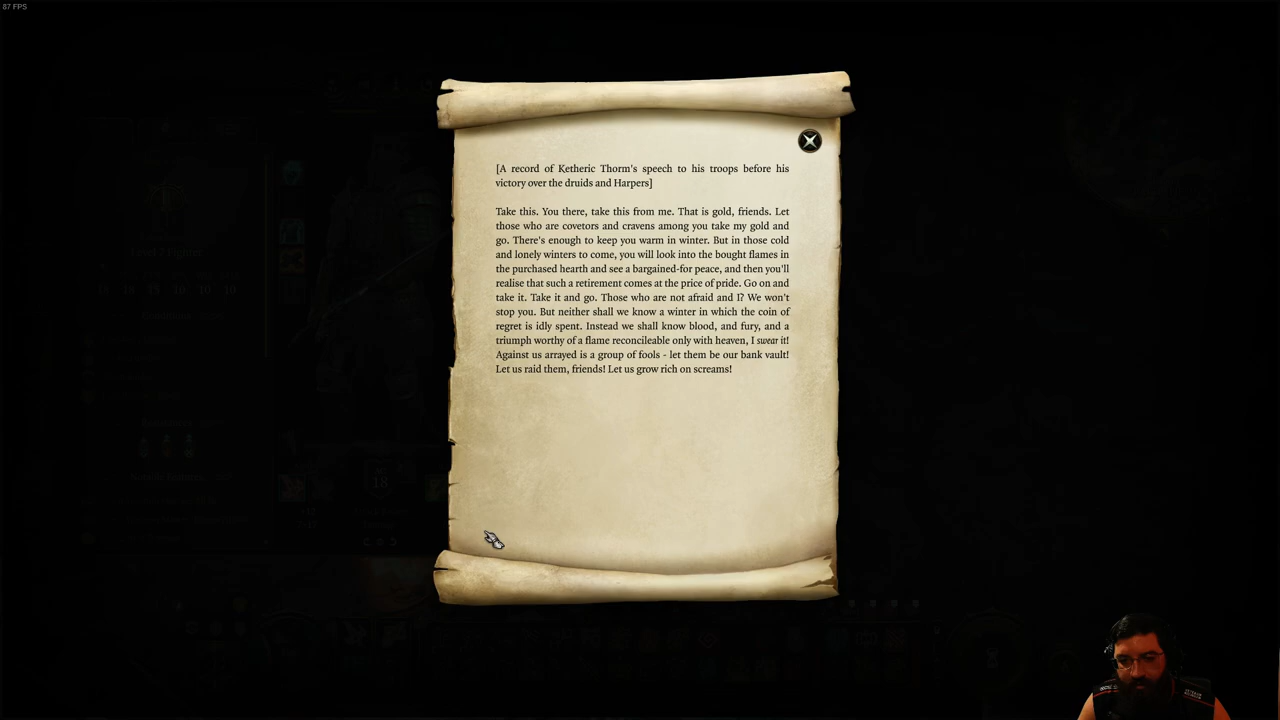 87 FPS
[A record of Ketheric Thorm's speech to his troops before his
victory over the druids and Harpers]
Take this. You there, take this from me. That is gold, friends. Let
those who are covetors and cravens among you take my gold and
go. There's enough to keep you warm in winter. But in those cold
and lonely winters to come, you will look into the bought flames in
the purchased hearth and see a bargained-for peace, and then you'll
realise that such a retirement comes at the price of pride. Go on and
take it. Take it and go. Those who are not afraid and I? We won't
stop you. But neither shall we know a winter in which the coin of
regret is idly spent. Instead we shall know blood, and fury, and a
triumph worthy of a flame reconcileable only with heaven, I swear it!
Against us arrayed is a group of fools - let them be our bank vault!
Let us raid them, friends! Let us grow rich on screams!
Level 7 Fighter
18